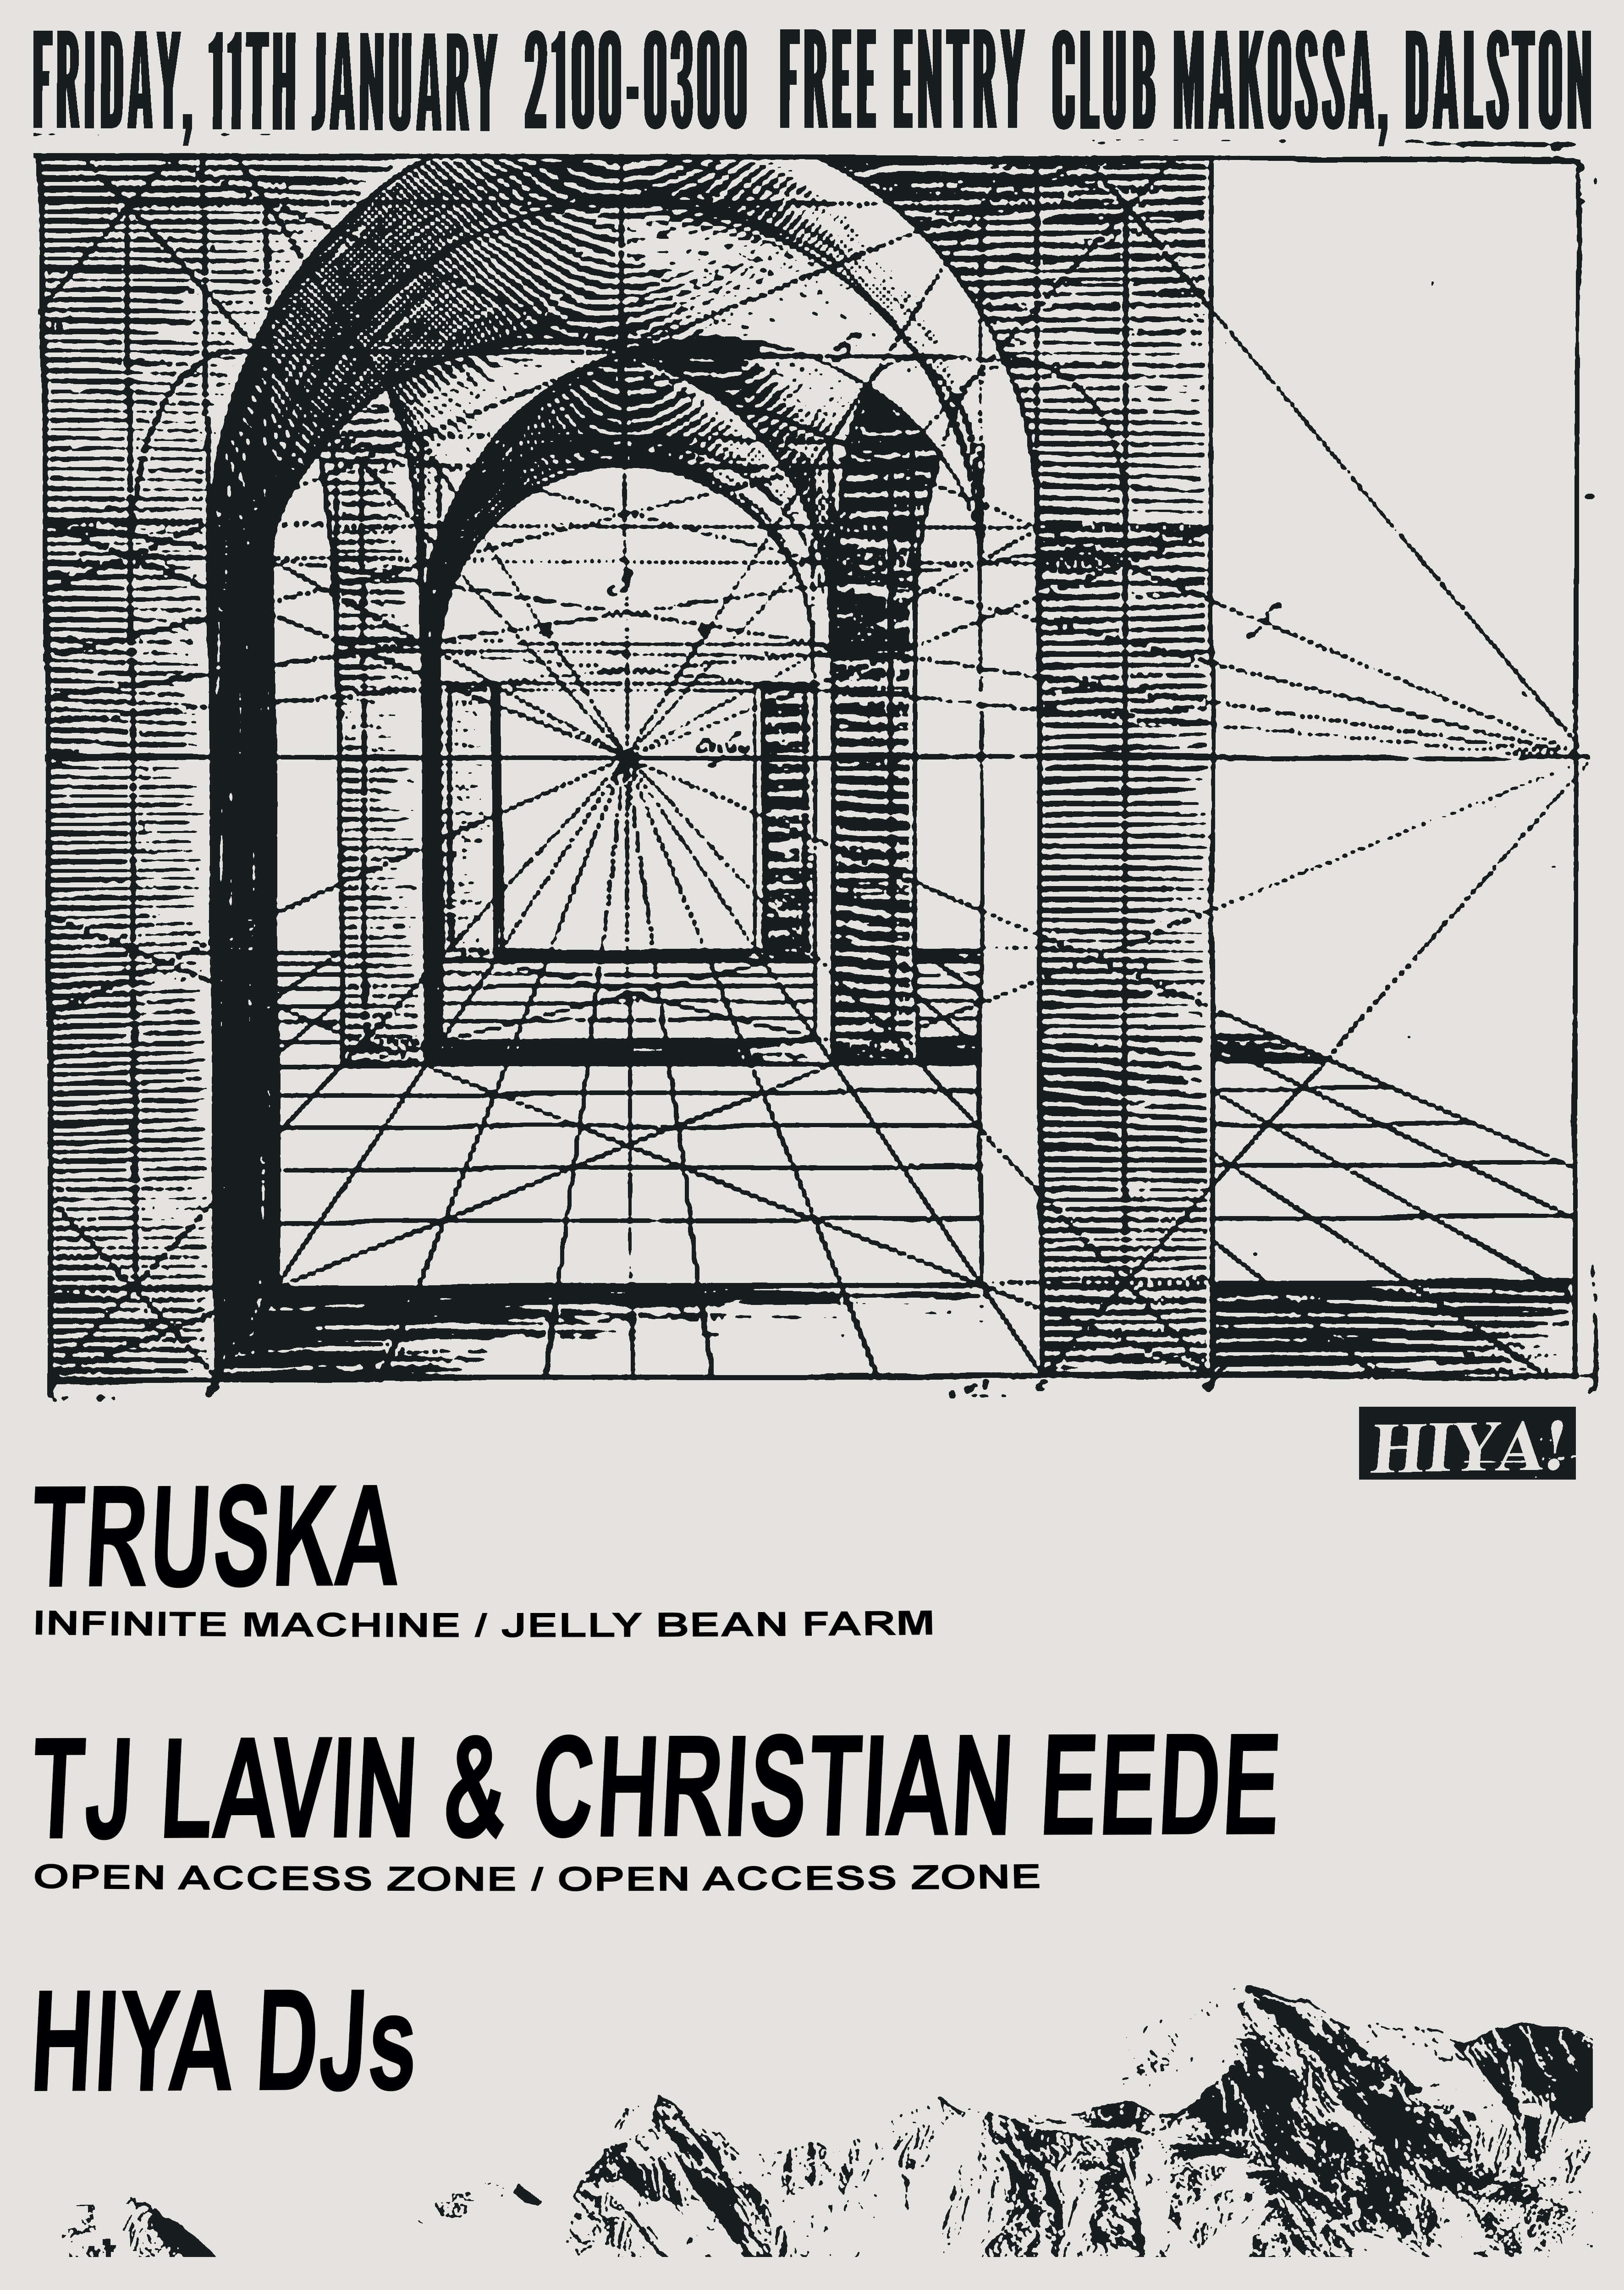 FRIDAY, 11TH JANUARY 2100-0300 FREE ENTRY CLUB MAKOSSA, DALSTON
HIYA!
TRUSKA
INFINITE MACHINE / JELLY BEAN FARM
TJ LAVIN & CHRISTIAN EEDE
OPEN ACCESS ZONE / OPEN ACCESS ZONE
HIYA DJs